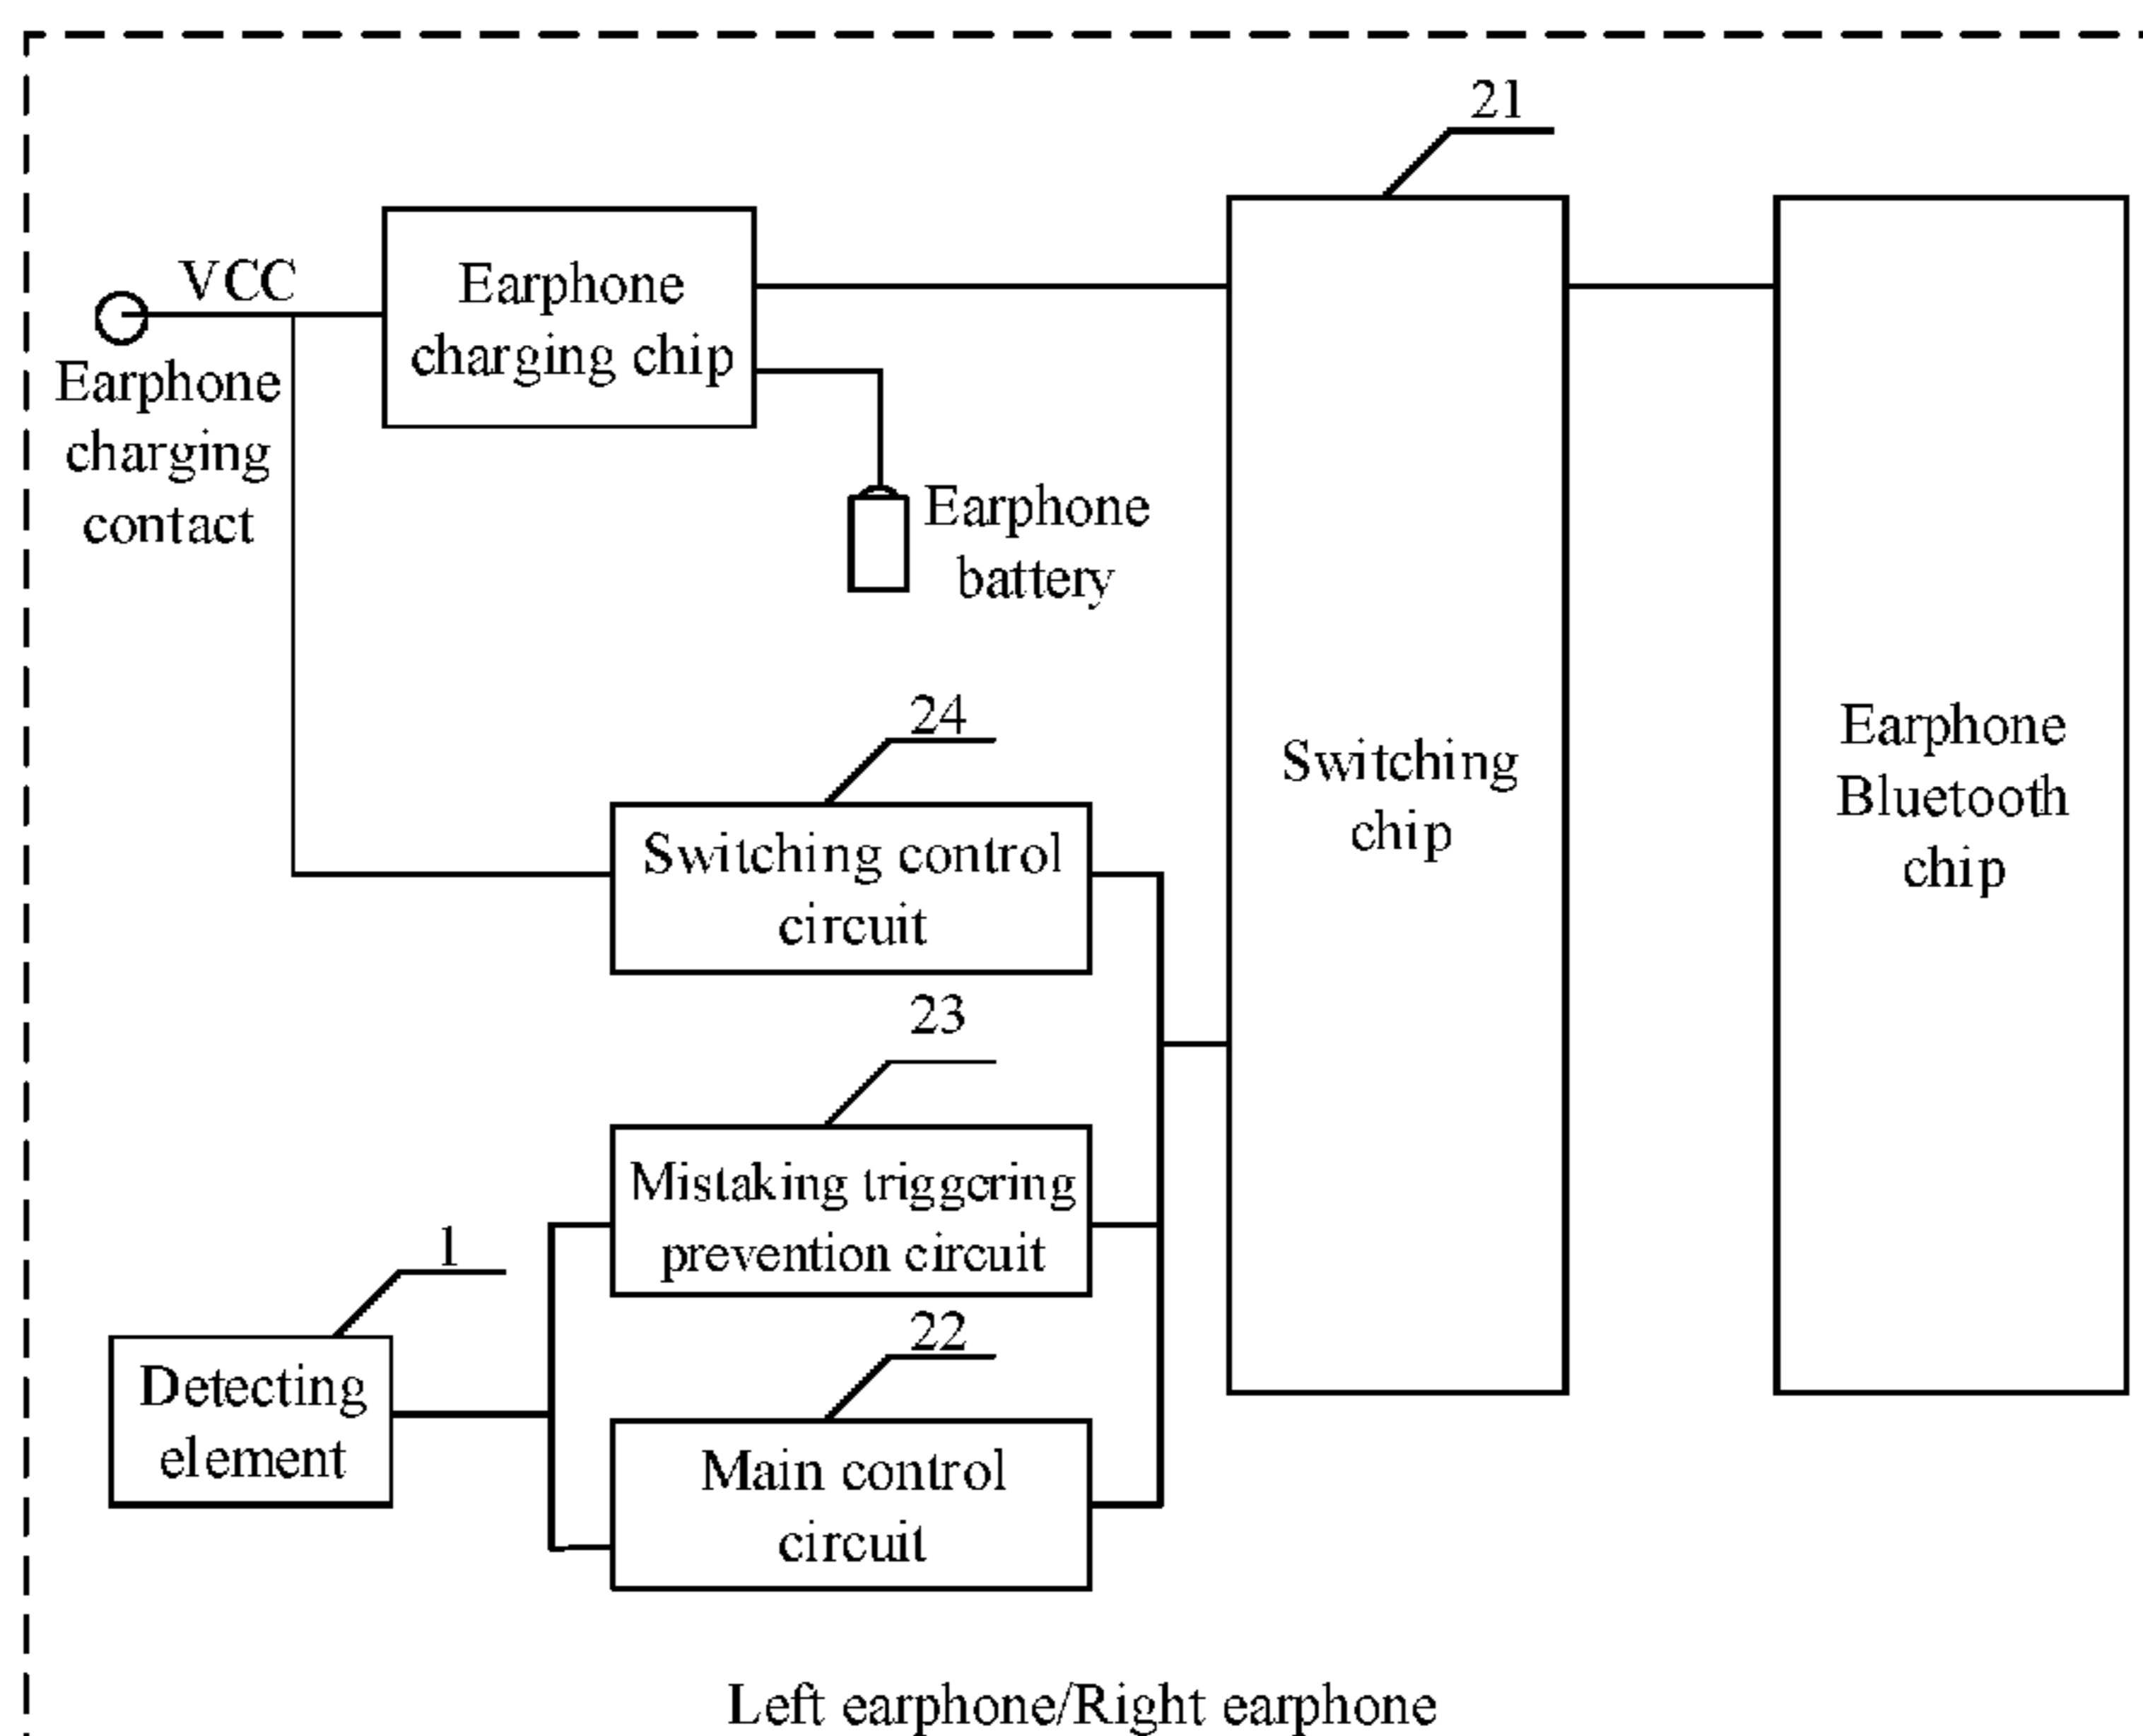 21
VCC
Earphone
charging chip
Earphone
charging
contact
Earphone
battery
24
Switching control
circuit
Switching
chip
Earphone
Bluetooth
chip
23
Mistaking triggering
prevention circuit
1
Detecting
element
22
Main control
circuit
Left earphone/Right earphone